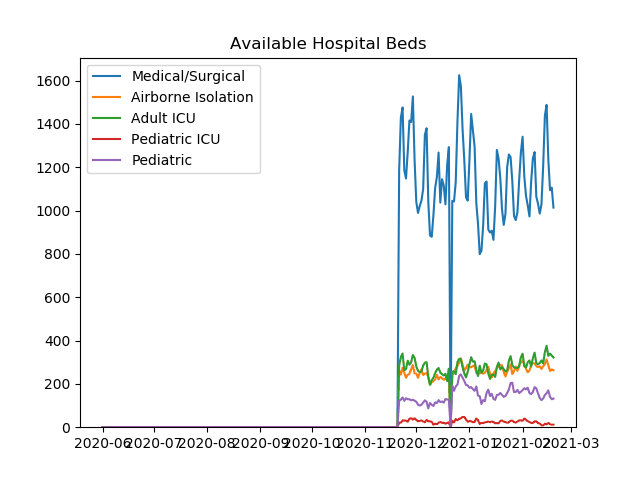 Available Hospital Beds
Medical/Surgical
Airborne Isolation
Adult ICU
Pediatric ICU
Pediatric
1600
1400
1200
1000
800
600
400
200
0
2020-06 2020-07 2020-08 2020-09 2020-10 2020-11 2020-12 2021-01 2021-02 2021-03